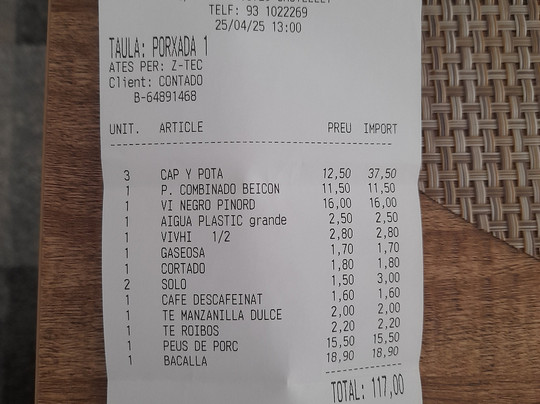 TELF: 93 1022269
25/04/25 13:00
TAULA: PORXADA 1
ATES PER: Z-TEC
Client: CONTADO
B-64891468
UNIT. ARTICLE PREU IMPORT
3 CAP Y POTA 12,50 37,50
1 P. COMBINADO BEICON 11,50 11,50
1 VI NEGRO PINORD 16,00 16,00
1 AIGUA PLASTIC grande 2,50 2,50
1 VIVHI 1/2 2,80 2,80
1 GASEOSA 1,70 1,70
1 CORTADO 1,80 1,80
2 SOLO 1,50 3,00
1 CAFE DESCAFEINAT 1,60 1,60
1 TE MANZANILLA DULCE 2,00 2,00
1 TE ROIBOS 2,20 2,20
1 PEUS DE PORC 15,50 15,50
1 BACALLA 18,90 18,90
TOTAL: 117,00